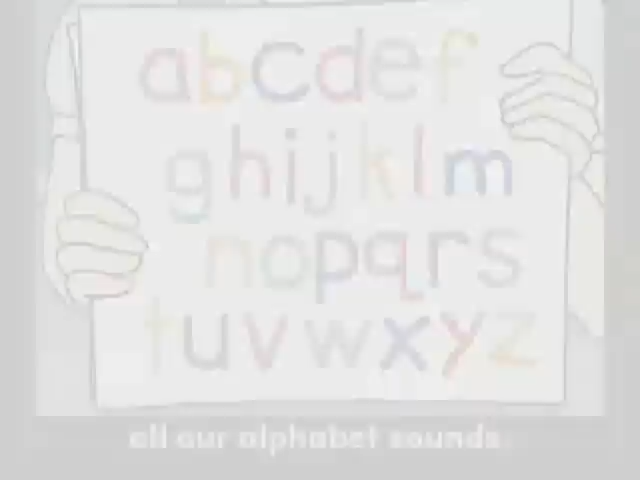 abcdef
ghijklm
nopqrs
tuvwxyz
all our alphabet sounds.